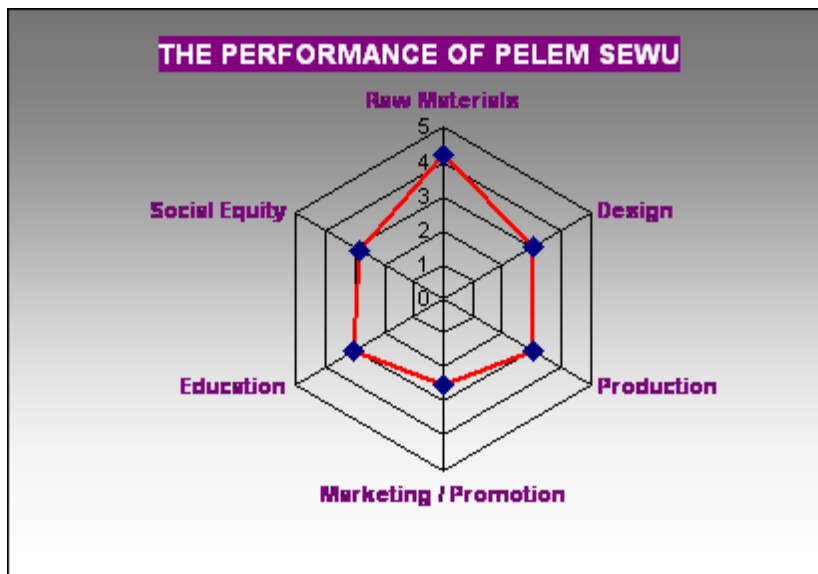 THE PERFORMANCE OF PELEM SEWU
Raw Materials
5
4
3
2
1
0
Social Equity
Design
Education
Production
Marketing / Promotion